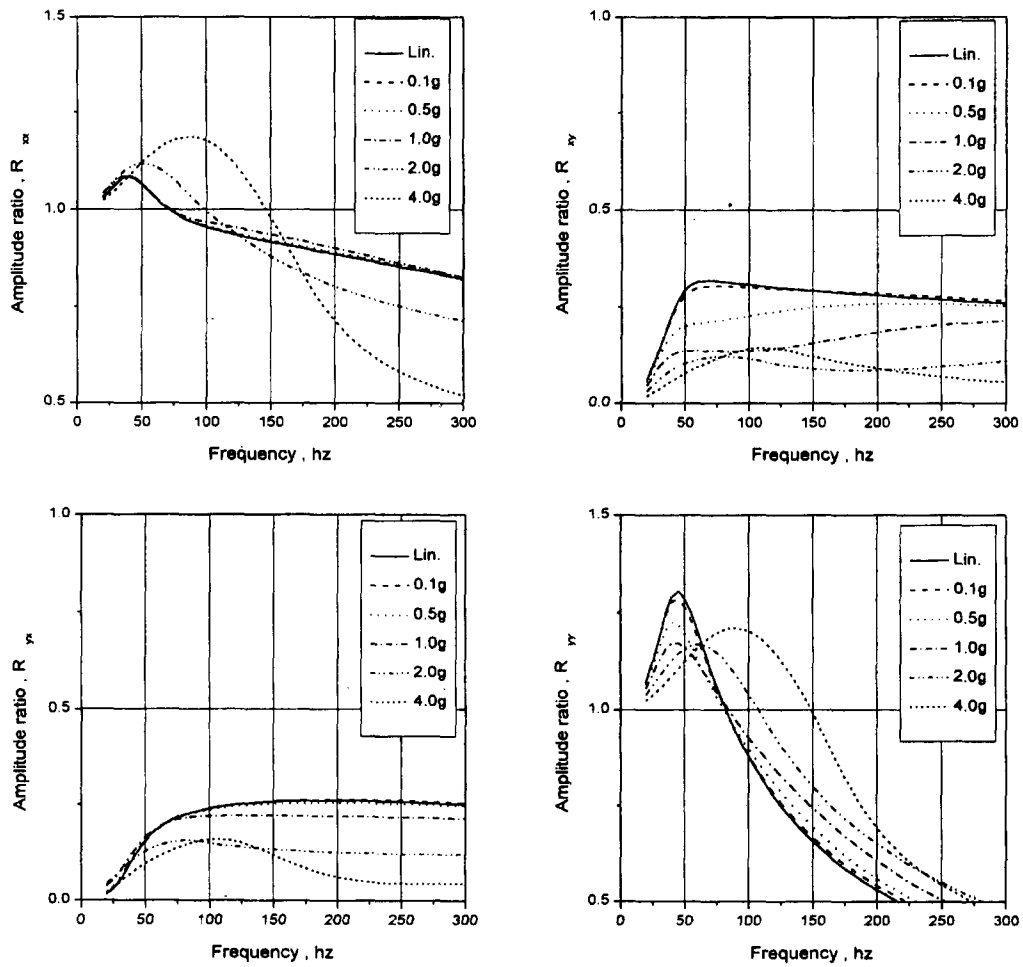 1.5
Lin.
0.1g
0.5g
1.0g
2.0g
4.0g
1.0
0.5
Amplitude ratio , R xx
0 50 100 150 200 250 300
Frequency , hz
1.0
Lin.
0.1g
0.5g
1.0g
2.0g
4.0g
0.5
0.0
Amplitude ratio , R xy
0 50 100 150 200 250 300
Frequency , hz
1.0
Lin.
0.1g
0.5g
1.0g
2.0g
4.0g
0.5
0.0
Amplitude ratio , R yx
0 50 100 150 200 250 300
Frequency , hz
1.5
Lin.
0.1g
0.5g
1.0g
2.0g
4.0g
1.0
0.5
Amplitude ratio , R yy
0 50 100 150 200 250 300
Frequency , hz